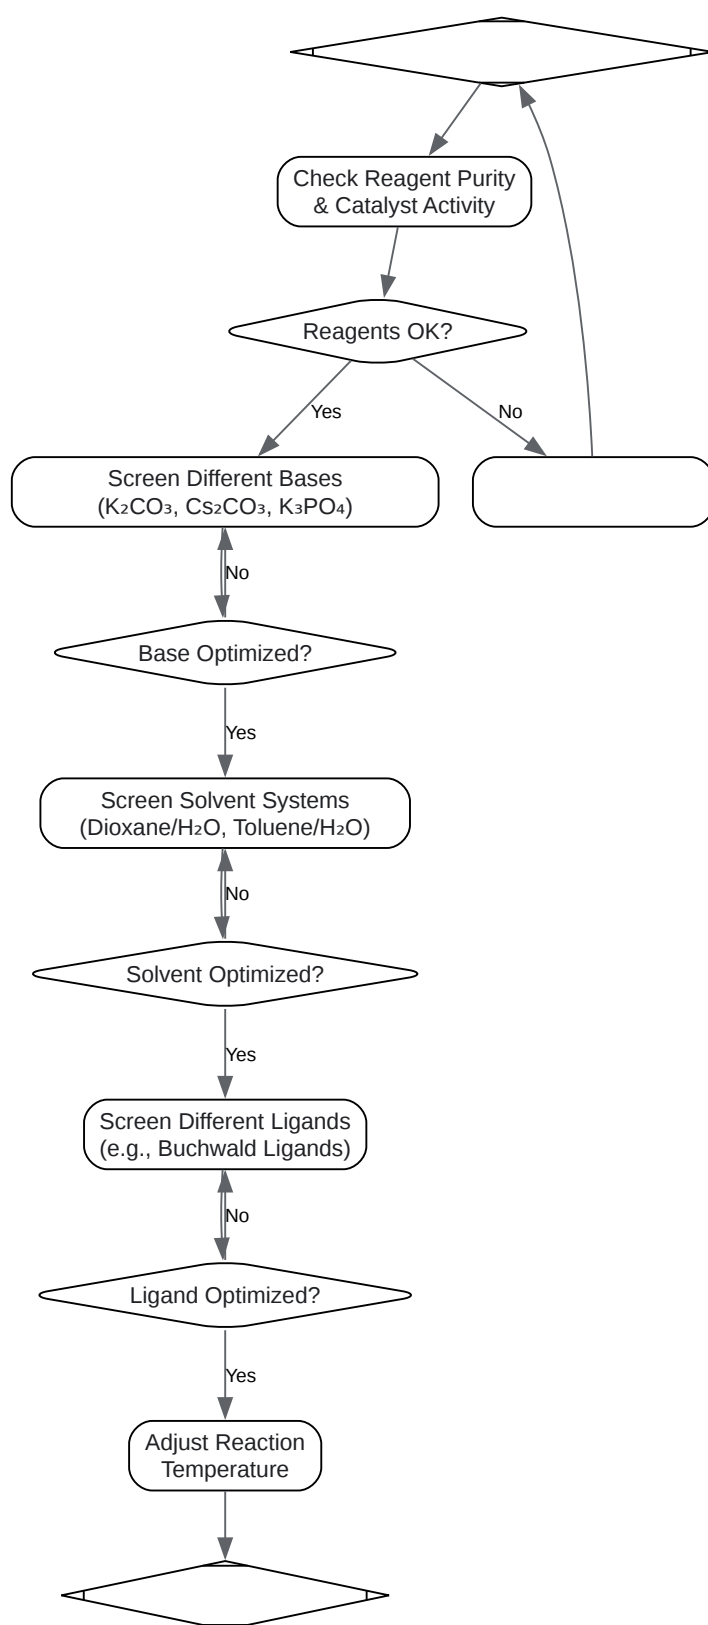 Check Reagent Purity
& Catalyst Activity
Reagents OK?
Yes
No
Screen Different Bases
(K₂CO₃, Cs₂CO₃, K₃PO₄)
No
Base Optimized?
Yes
Screen Solvent Systems
(Dioxane/H₂O, Toluene/H₂O)
No
Solvent Optimized?
Yes
Screen Different Ligands
(e.g., Buchwald Ligands)
No
Ligand Optimized?
Yes
Adjust Reaction
Temperature